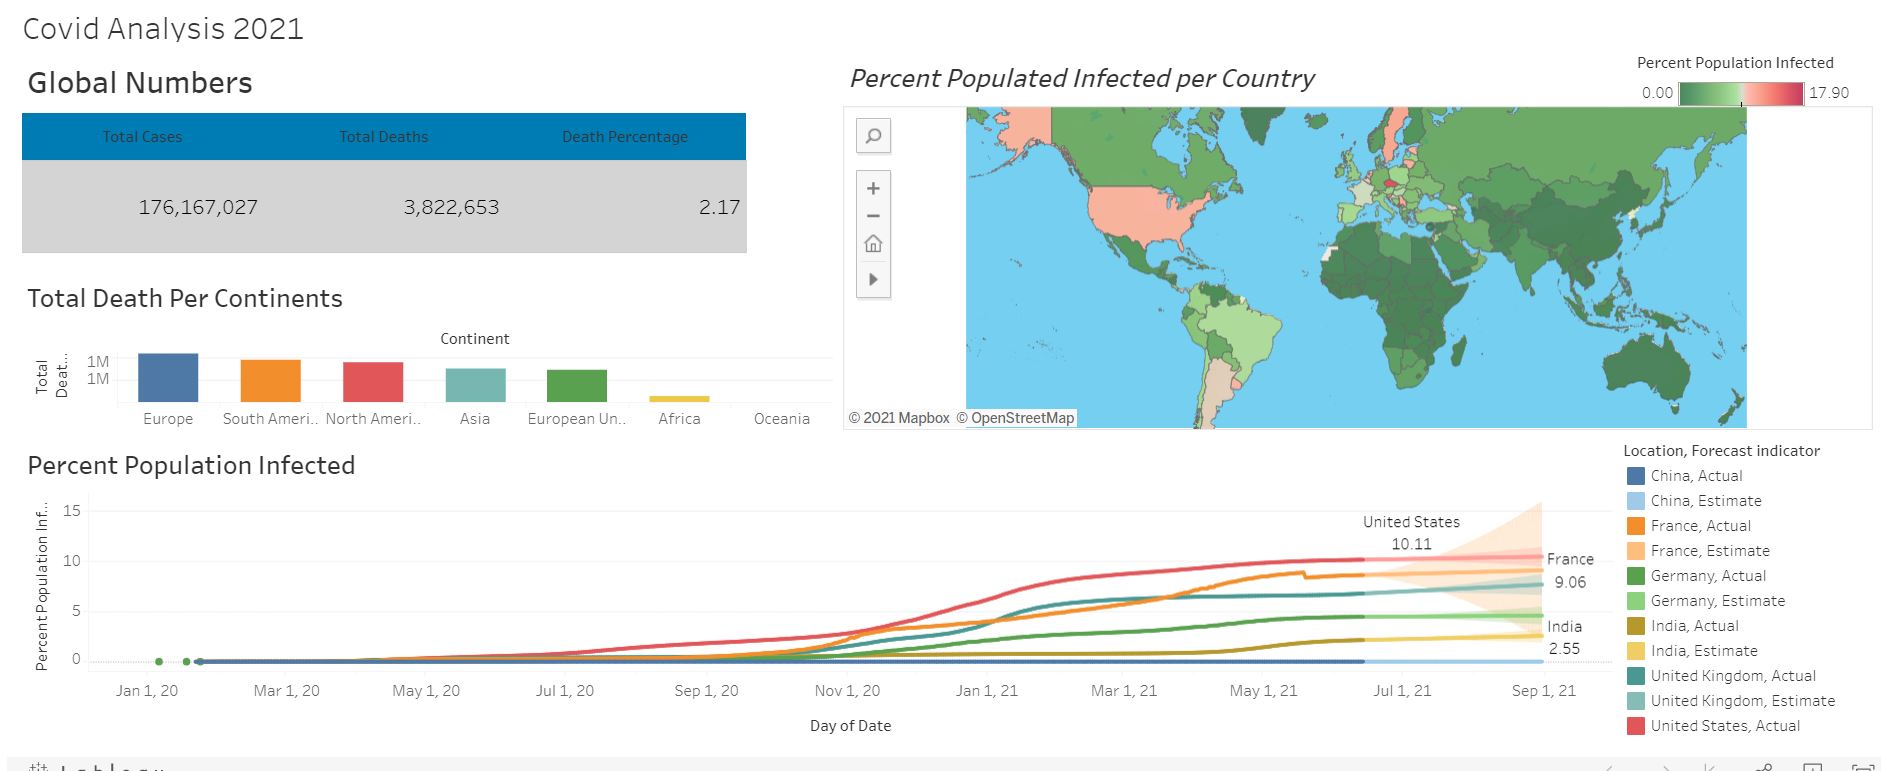 Covid Analysis 2021
Global Numbers
Total Cases Total Deaths Death Percentage
176,167,027 3,822,653 2.17
Percent Populated Infected per Country
Percent Population Infected
0.00 17.90
© 2021 Mapbox © OpenStreetMap
Total Death Per Continents
Continent
Total
Deat...
1M
1M
Europe South Ameri.. North Ameri.. Asia European Un.. Africa Oceania
Percent Population Infected
Percent Population Inf...
15
10
5
0
United States
10.11
France
9.06
India
2.55
Jan 1, 20 Mar 1, 20 May 1, 20 Jul 1, 20 Sep 1, 20 Nov 1, 20 Jan 1, 21 Mar 1, 21 May 1, 21 Jul 1, 21 Sep 1, 21
Day of Date
Location, Forecast indicator
China, Actual
China, Estimate
France, Actual
France, Estimate
Germany, Actual
Germany, Estimate
India, Actual
India, Estimate
United Kingdom, Actual
United Kingdom, Estimate
United States, Actual